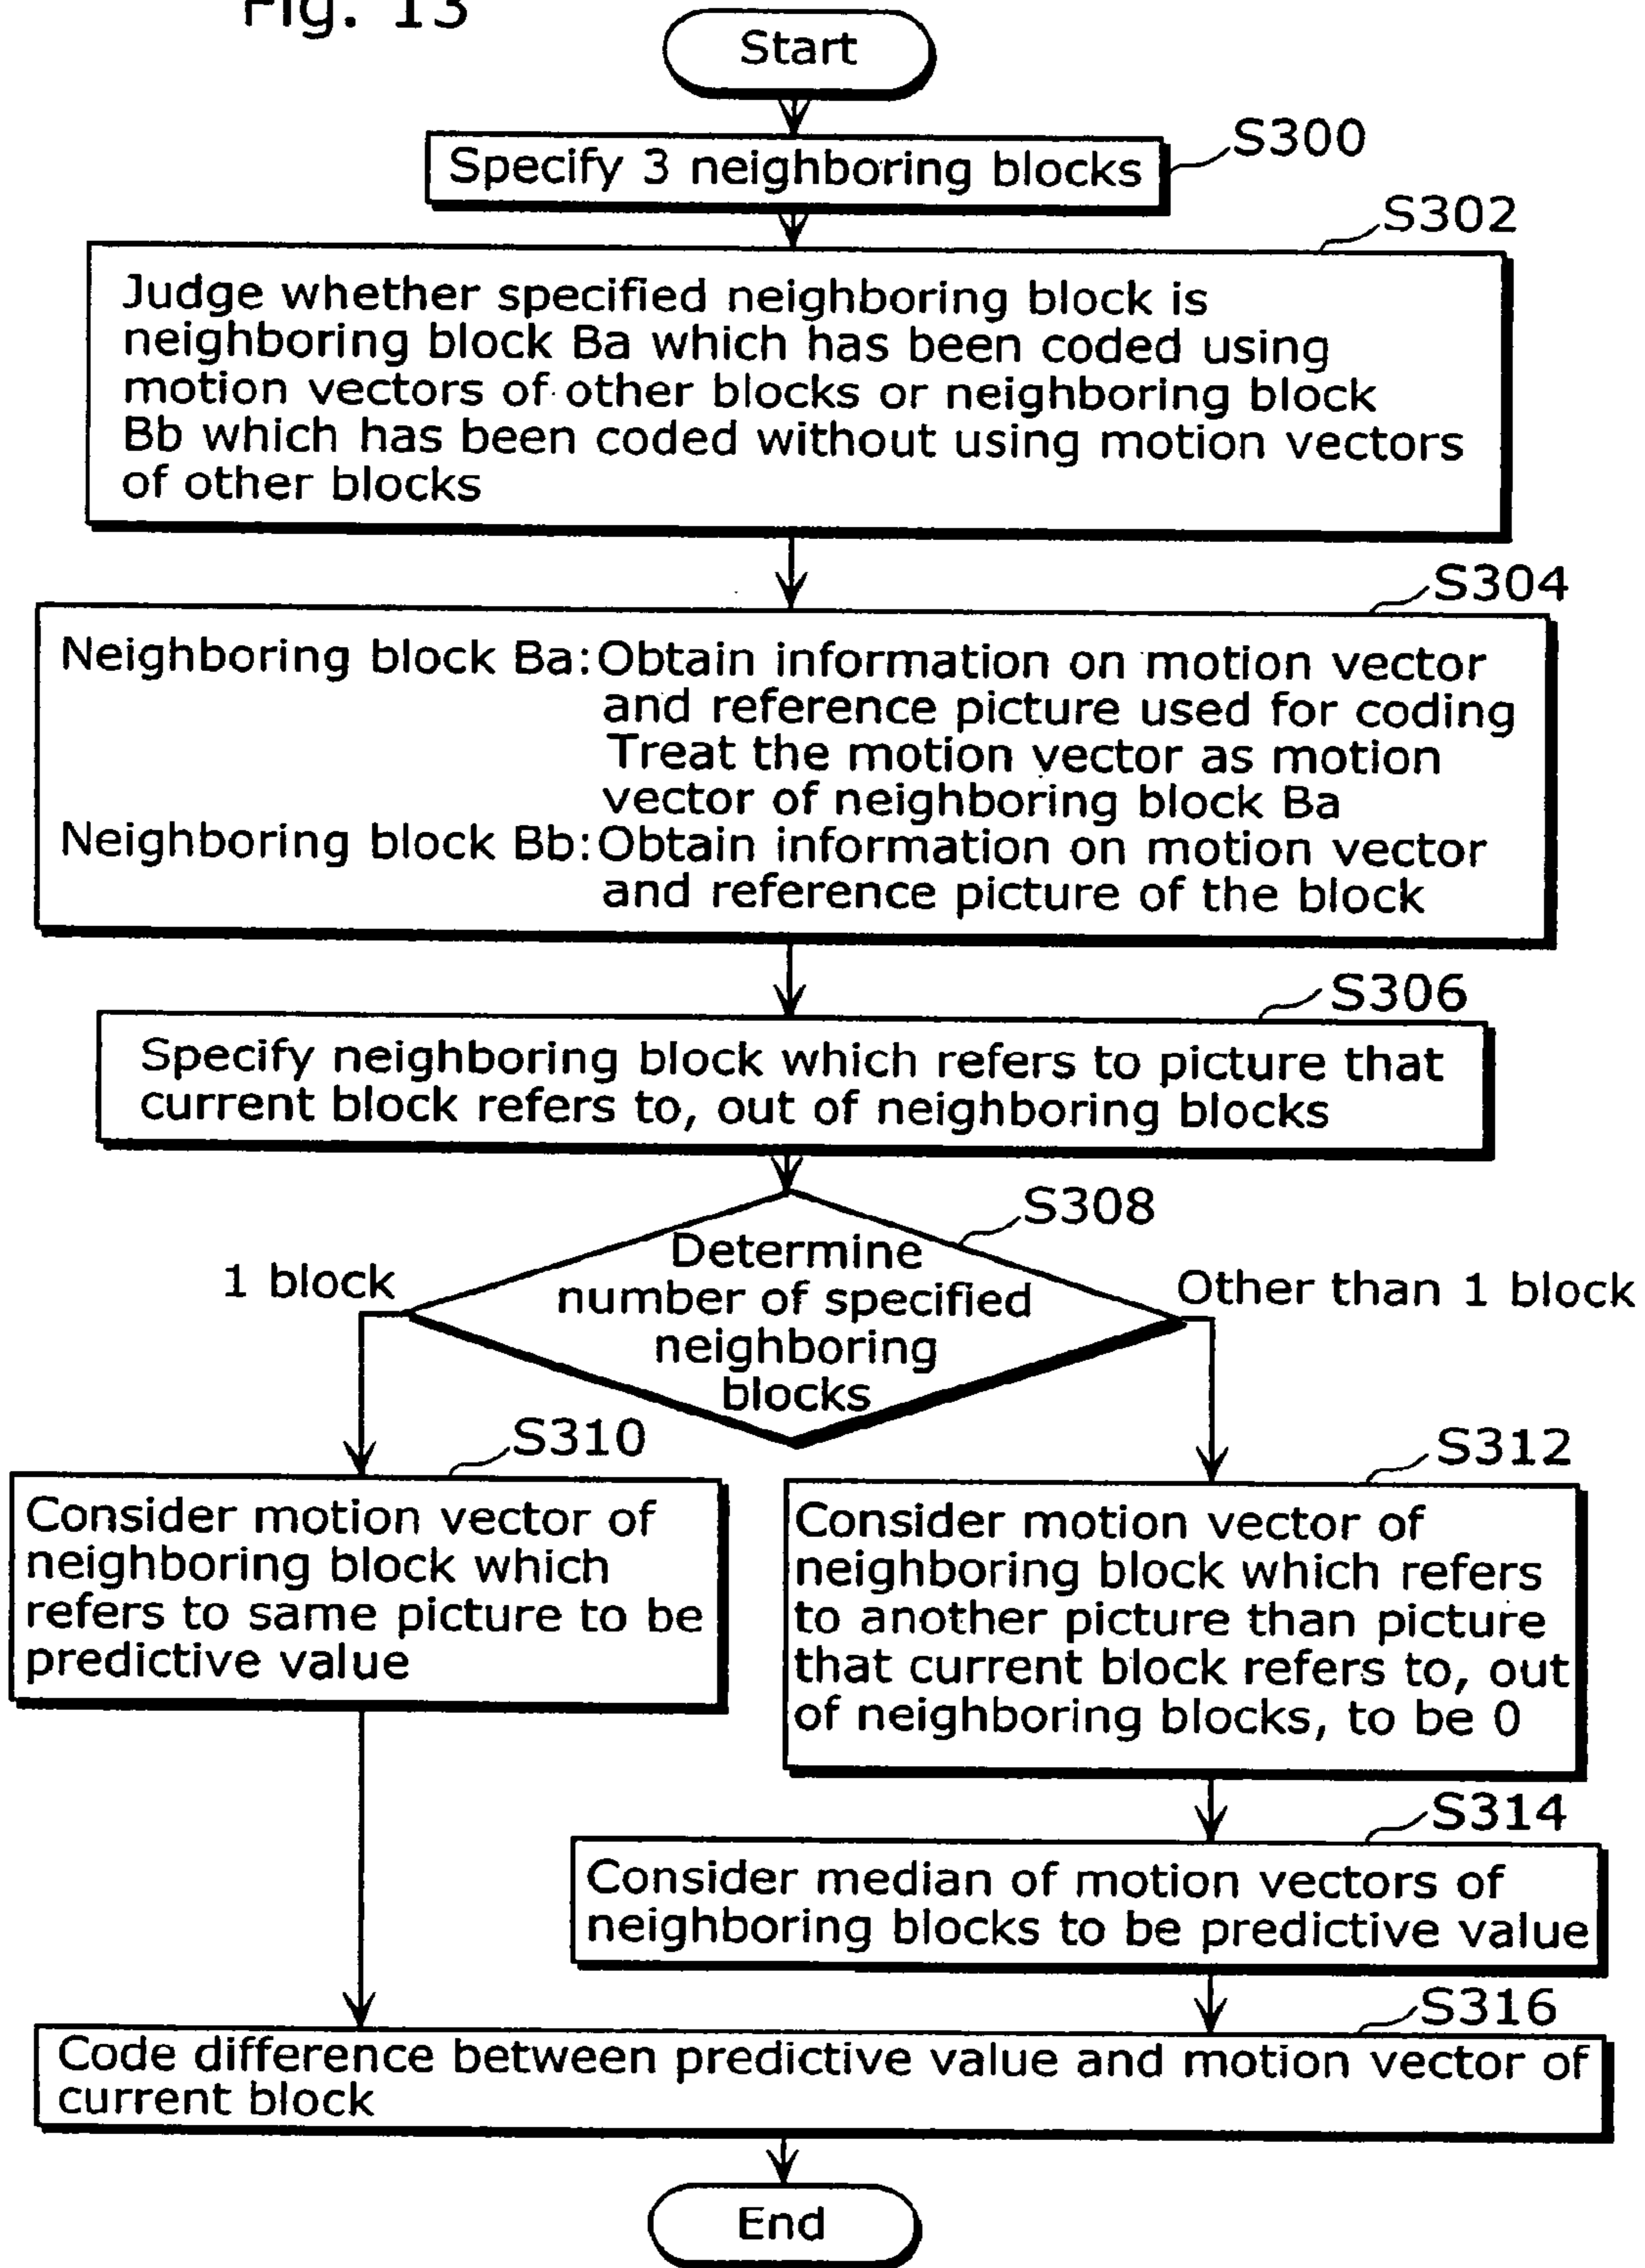 Fig. 13
Start
S300
Specify 3 neighboring blocks
S302
Judge whether specified neighboring block is
neighboring block Ba which has been coded using
motion vectors of other blocks or neighboring block
Bb which has been coded without using motion vectors
of other blocks
S304
Neighboring block Ba:Obtain information on motion vector
and reference picture used for coding
Treat the motion vector as motion
vector of neighboring block Ba
Neighboring block Bb:Obtain information on motion vector
and reference picture of the block
S306
Specify neighboring block which refers to picture that
current block refers to, out of neighboring blocks
S308
Determine
number of specified
neighboring
blocks
1 block
Other than 1 block
S310
Consider motion vector of
neighboring block which
refers to same picture to be
predictive value
S312
Consider motion vector of
neighboring block which refers
to another picture than picture
that current block refers to, out
of neighboring blocks, to be 0
S314
Consider median of motion vectors of
neighboring blocks to be predictive value
S316
Code difference between predictive value and motion vector of
current block
End